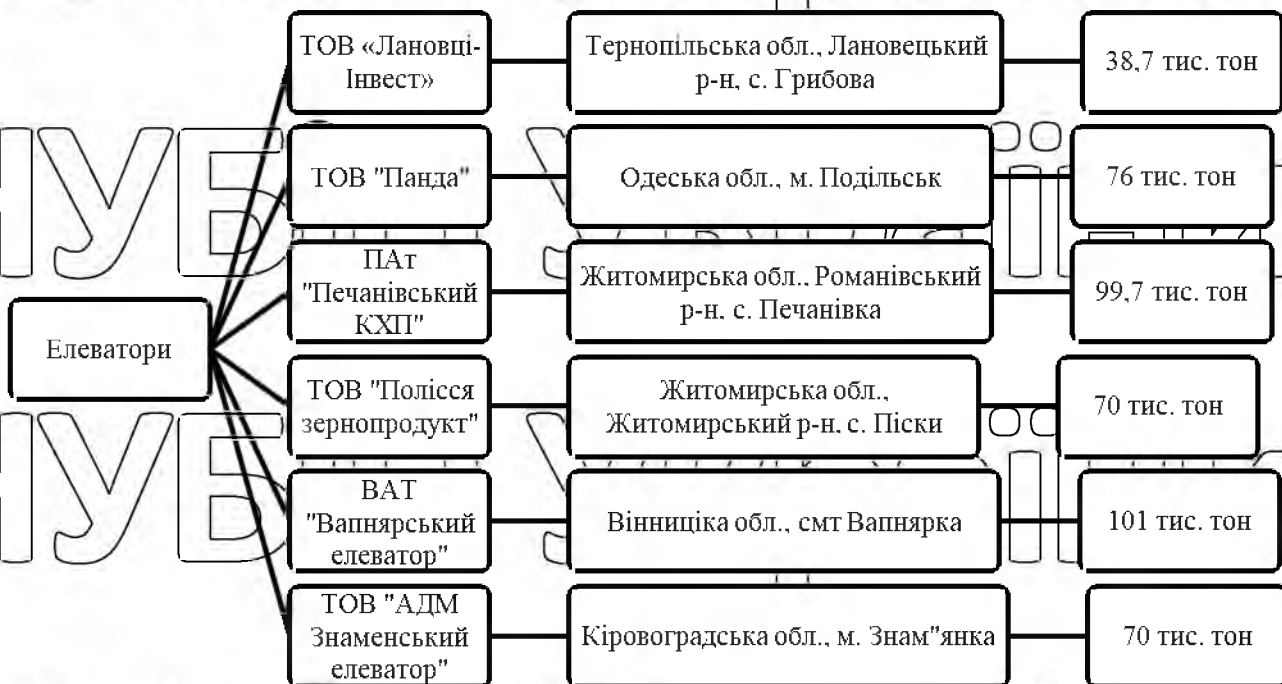 ТОВ «Лановці-
Інвест»
Тернопільська обл., Лановецький
р-н, с. Грибова
38,7 тис. тон
ТОВ "Панда"
Одеська обл., м. Подільськ
76 тис. тон
ПАт
"Печанівський
КХП"
Житомирська обл., Романівський
р-н, с. Печанівка
99,7 тис. тон
Елеватори
ТОВ "Полісся
зернопродукт"
Житомирська обл.,
Житомирський р-н, с. Піски
70 тис. тон
ВАТ
"Вапнярський
елеватор"
Вінниціка обл., смт Вапнярка
101 тис. тон
ТОВ "АДМ
Знаменський
елеватор"
Кіровоградська обл., м. Знам"янка
70 тис. тон